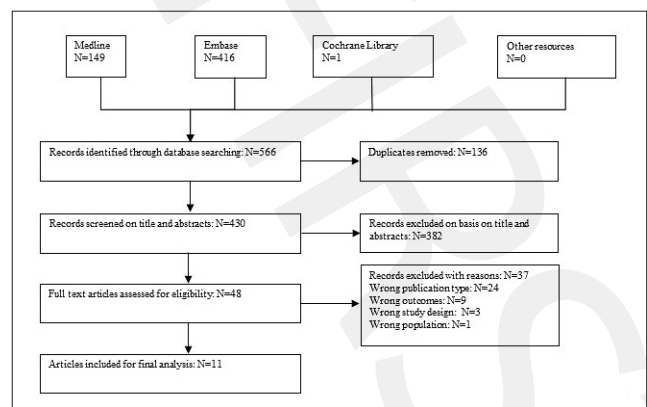 Medline
N=149
Embase
N=416
Cochrane Library
N=1
Other resources
N=0
Records identified through database searching: N=566
Duplicates removed: N=136
Records screened on title and abstracts: N=430
Records excluded on basis on title and
abstracts: N=382
Full text articles assessed for eligibility: N=48
Records excluded with reasons: N=37
Wrong publication type: N=24
Wrong outcomes: N=9
Wrong study design: N=3
Wrong population: N=1
Articles included for final analysis: N=11